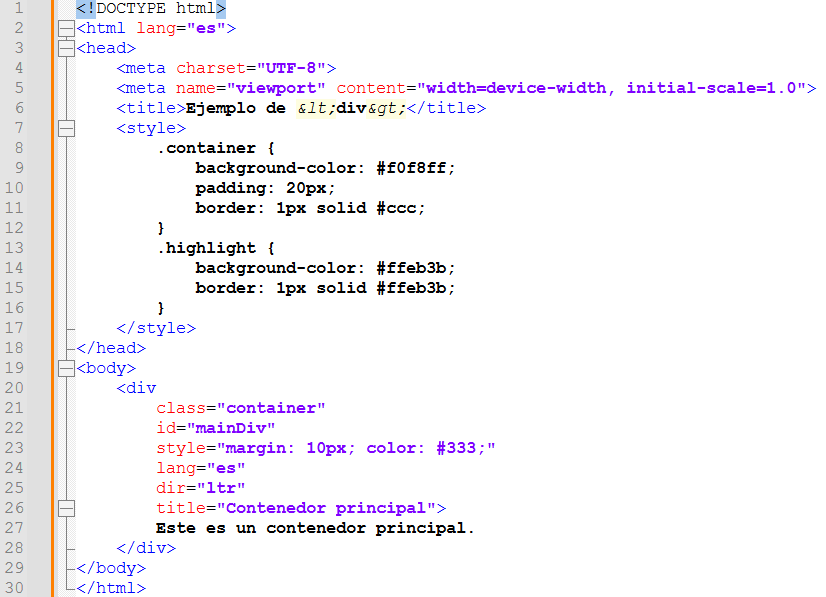 1 <!DOCTYPE html>
2 <html lang="es">
3 <head>
4     <meta charset="UTF-8">
5     <meta name="viewport" content="width=device-width, initial-scale=1.0">
6     <title>Ejemplo de &lt;div&gt;</title>
7     <style>
8         .container {
9             background-color: #f0f8ff;
10             padding: 20px;
11             border: 1px solid #ccc;
12         }
13         .highlight {
14             background-color: #ffeb3b;
15             border: 1px solid #ffeb3b;
16         }
17     </style>
18 </head>
19 <body>
20     <div
21         class="container"
22         id="mainDiv"
23         style="margin: 10px; color: #333;"
24         lang="es"
25         dir="ltr"
26         title="Contenedor principal">
27         Este es un contenedor principal.
28     </div>
29 </body>
30 </html>